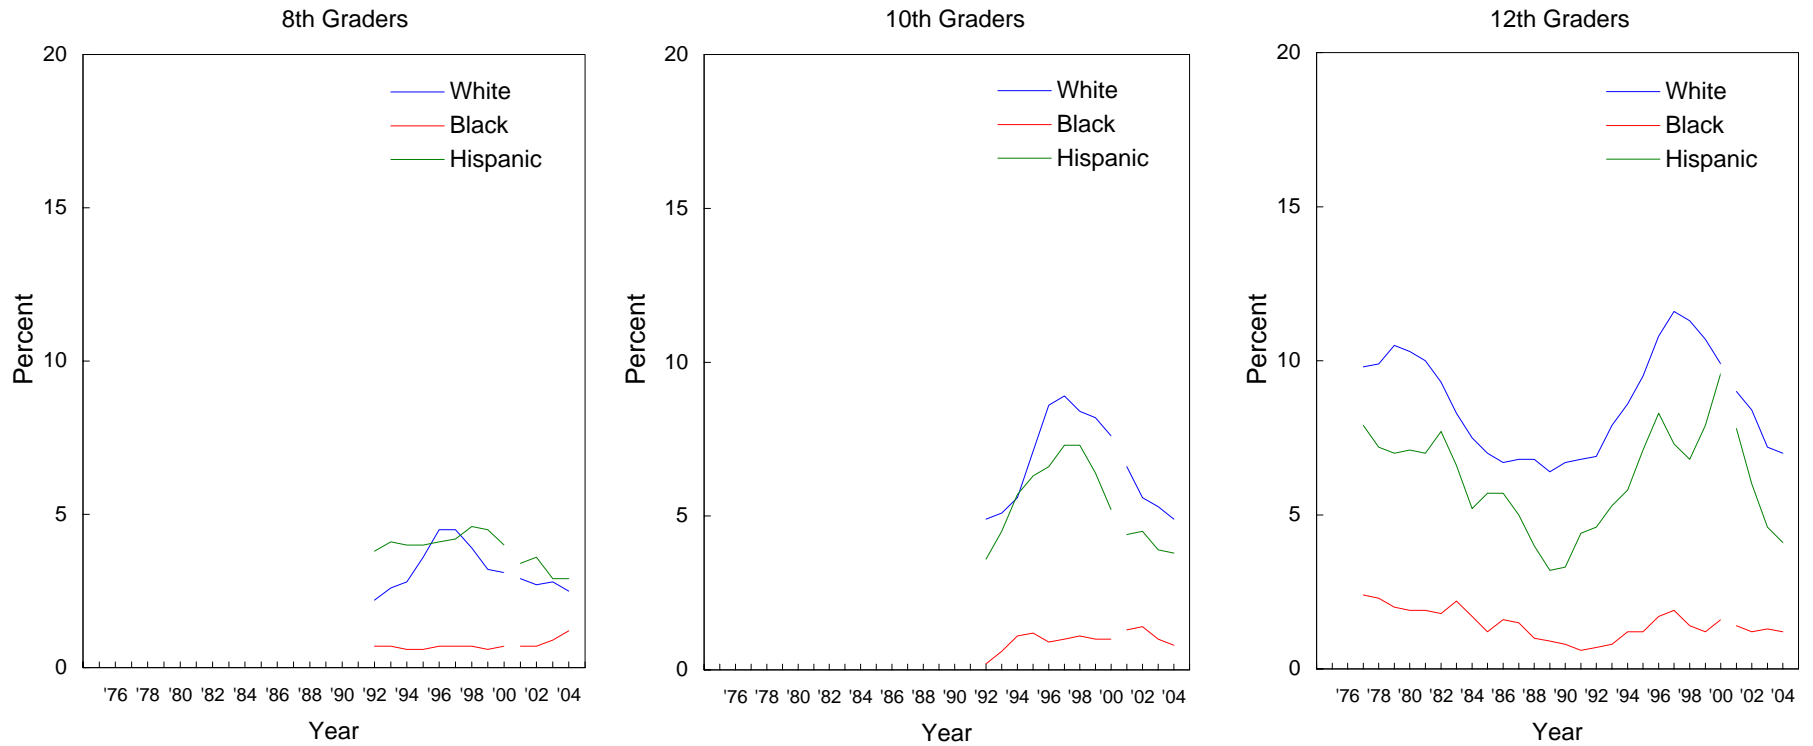 8th Graders
20
15
10
5
0
Percent
White
Black
Hispanic
'76 '78 '80 '82 '84 '86 '88 '90 '92 '94 '96 '98 '00 '02 '04
Year
10th Graders
20
15
10
5
0
Percent
White
Black
Hispanic
'76 '78 '80 '82 '84 '86 '88 '90 '92 '94 '96 '98 '00 '02 '04
Year
12th Graders
20
15
10
5
0
Percent
White
Black
Hispanic
'76 '78 '80 '82 '84 '86 '88 '90 '92 '94 '96 '98 '00 '02 '04
Year